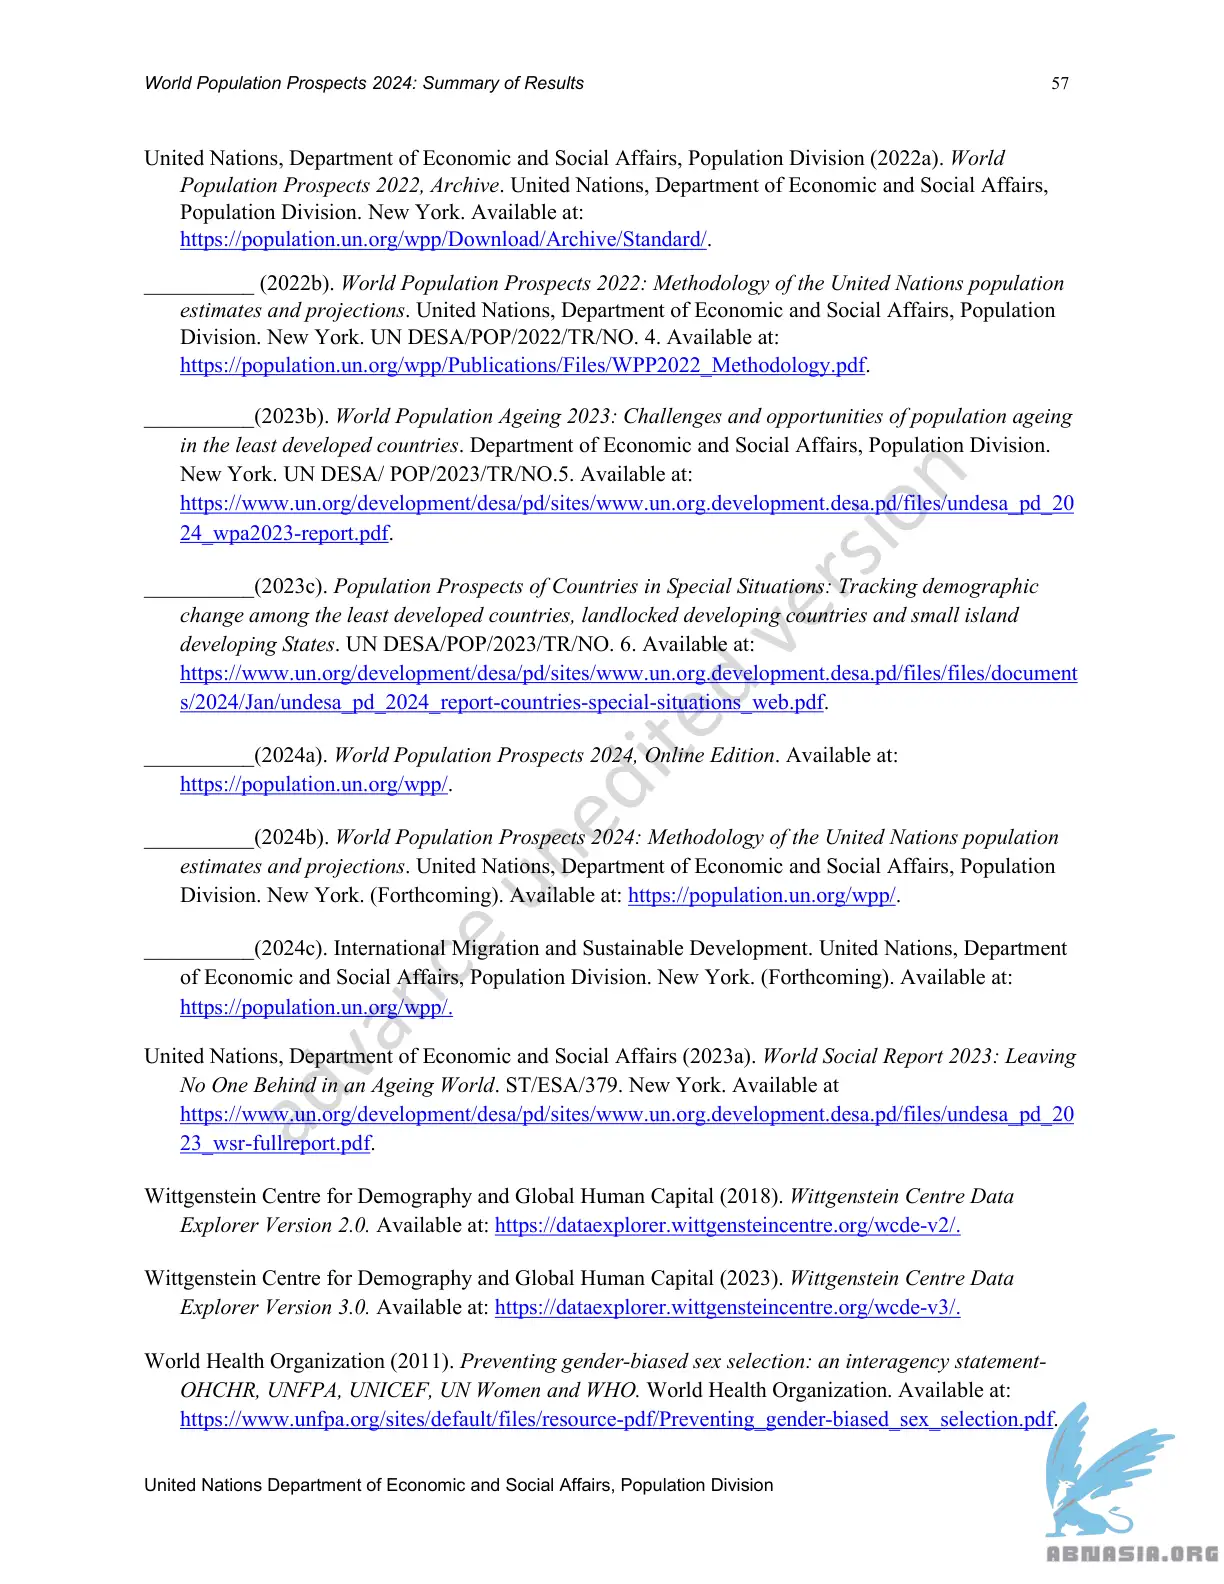 World Population Prospects 2024: Summary of Results 57
United Nations, Department of Economic and Social Affairs, Population Division (2022a). World
Population Prospects 2022, Archive. United Nations, Department of Economic and Social Affairs,
Population Division. New York. Available at:
https://population.un.org/wpp/Download/Archive/Standard/.
__________ (2022b). World Population Prospects 2022: Methodology of the United Nations population
estimates and projections. United Nations, Department of Economic and Social Affairs, Population
Division. New York. UN DESA/POP/2022/TR/NO. 4. Available at:
https://population.un.org/wpp/Publications/Files/WPP2022_Methodology.pdf.
__________(2023b). World Population Ageing 2023: Challenges and opportunities of population ageing
in the least developed countries. Department of Economic and Social Affairs, Population Division.
New York. UN DESA/ POP/2023/TR/NO.5. Available at:
https://www.un.org/development/desa/pd/sites/www.un.org.development.desa.pd/files/undesa_pd_20
24_wpa2023-report.pdf.
__________(2023c). Population Prospects of Countries in Special Situations: Tracking demographic
change among the least developed countries, landlocked developing countries and small island
developing States. UN DESA/POP/2023/TR/NO. 6. Available at:
https://www.un.org/development/desa/pd/sites/www.un.org.development.desa.pd/files/files/document
s/2024/Jan/undesa_pd_2024_report-countries-special-situations_web.pdf.
__________(2024a). World Population Prospects 2024, Online Edition. Available at:
https://population.un.org/wpp/.
__________(2024b). World Population Prospects 2024: Methodology of the United Nations population
estimates and projections. United Nations, Department of Economic and Social Affairs, Population
Division. New York. (Forthcoming). Available at: https://population.un.org/wpp/.
__________(2024c). International Migration and Sustainable Development. United Nations, Department
of Economic and Social Affairs, Population Division. New York. (Forthcoming). Available at:
https://population.un.org/wpp/.
United Nations, Department of Economic and Social Affairs (2023a). World Social Report 2023: Leaving
No One Behind in an Ageing World. ST/ESA/379. New York. Available at
https://www.un.org/development/desa/pd/sites/www.un.org.development.desa.pd/files/undesa_pd_20
23_wsr-fullreport.pdf.
Wittgenstein Centre for Demography and Global Human Capital (2018). Wittgenstein Centre Data
Explorer Version 2.0. Available at: https://dataexplorer.wittgensteincentre.org/wcde-v2/.
Wittgenstein Centre for Demography and Global Human Capital (2023). Wittgenstein Centre Data
Explorer Version 3.0. Available at: https://dataexplorer.wittgensteincentre.org/wcde-v3/.
World Health Organization (2011). Preventing gender-biased sex selection: an interagency statement-
OHCHR, UNFPA, UNICEF, UN Women and WHO. World Health Organization. Available at:
https://www.unfpa.org/sites/default/files/resource-pdf/Preventing_gender-biased_sex_selection.pdf.
United Nations Department of Economic and Social Affairs, Population Division
advance unedited version
ABNASIA.ORG